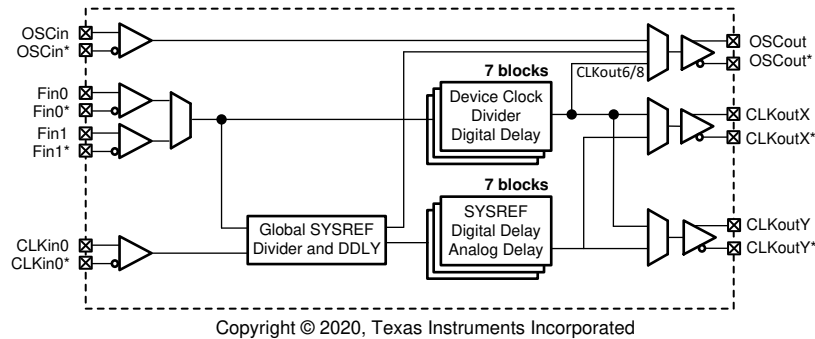 OSCin
OSCin*
OSCout
OSCout*
CLKout6/8
7 blocks
Fin0
Fin0*
Fin1
Fin1*
Device Clock
Divider
Digital Delay
CLKoutX
CLKoutX*
7 blocks
CLKin0
CLKin0*
Global SYSREF
Divider and DDLY
SYSREF
Digital Delay
Analog Delay
CLKoutY
CLKoutY*
Copyright © 2020, Texas Instruments Incorporated